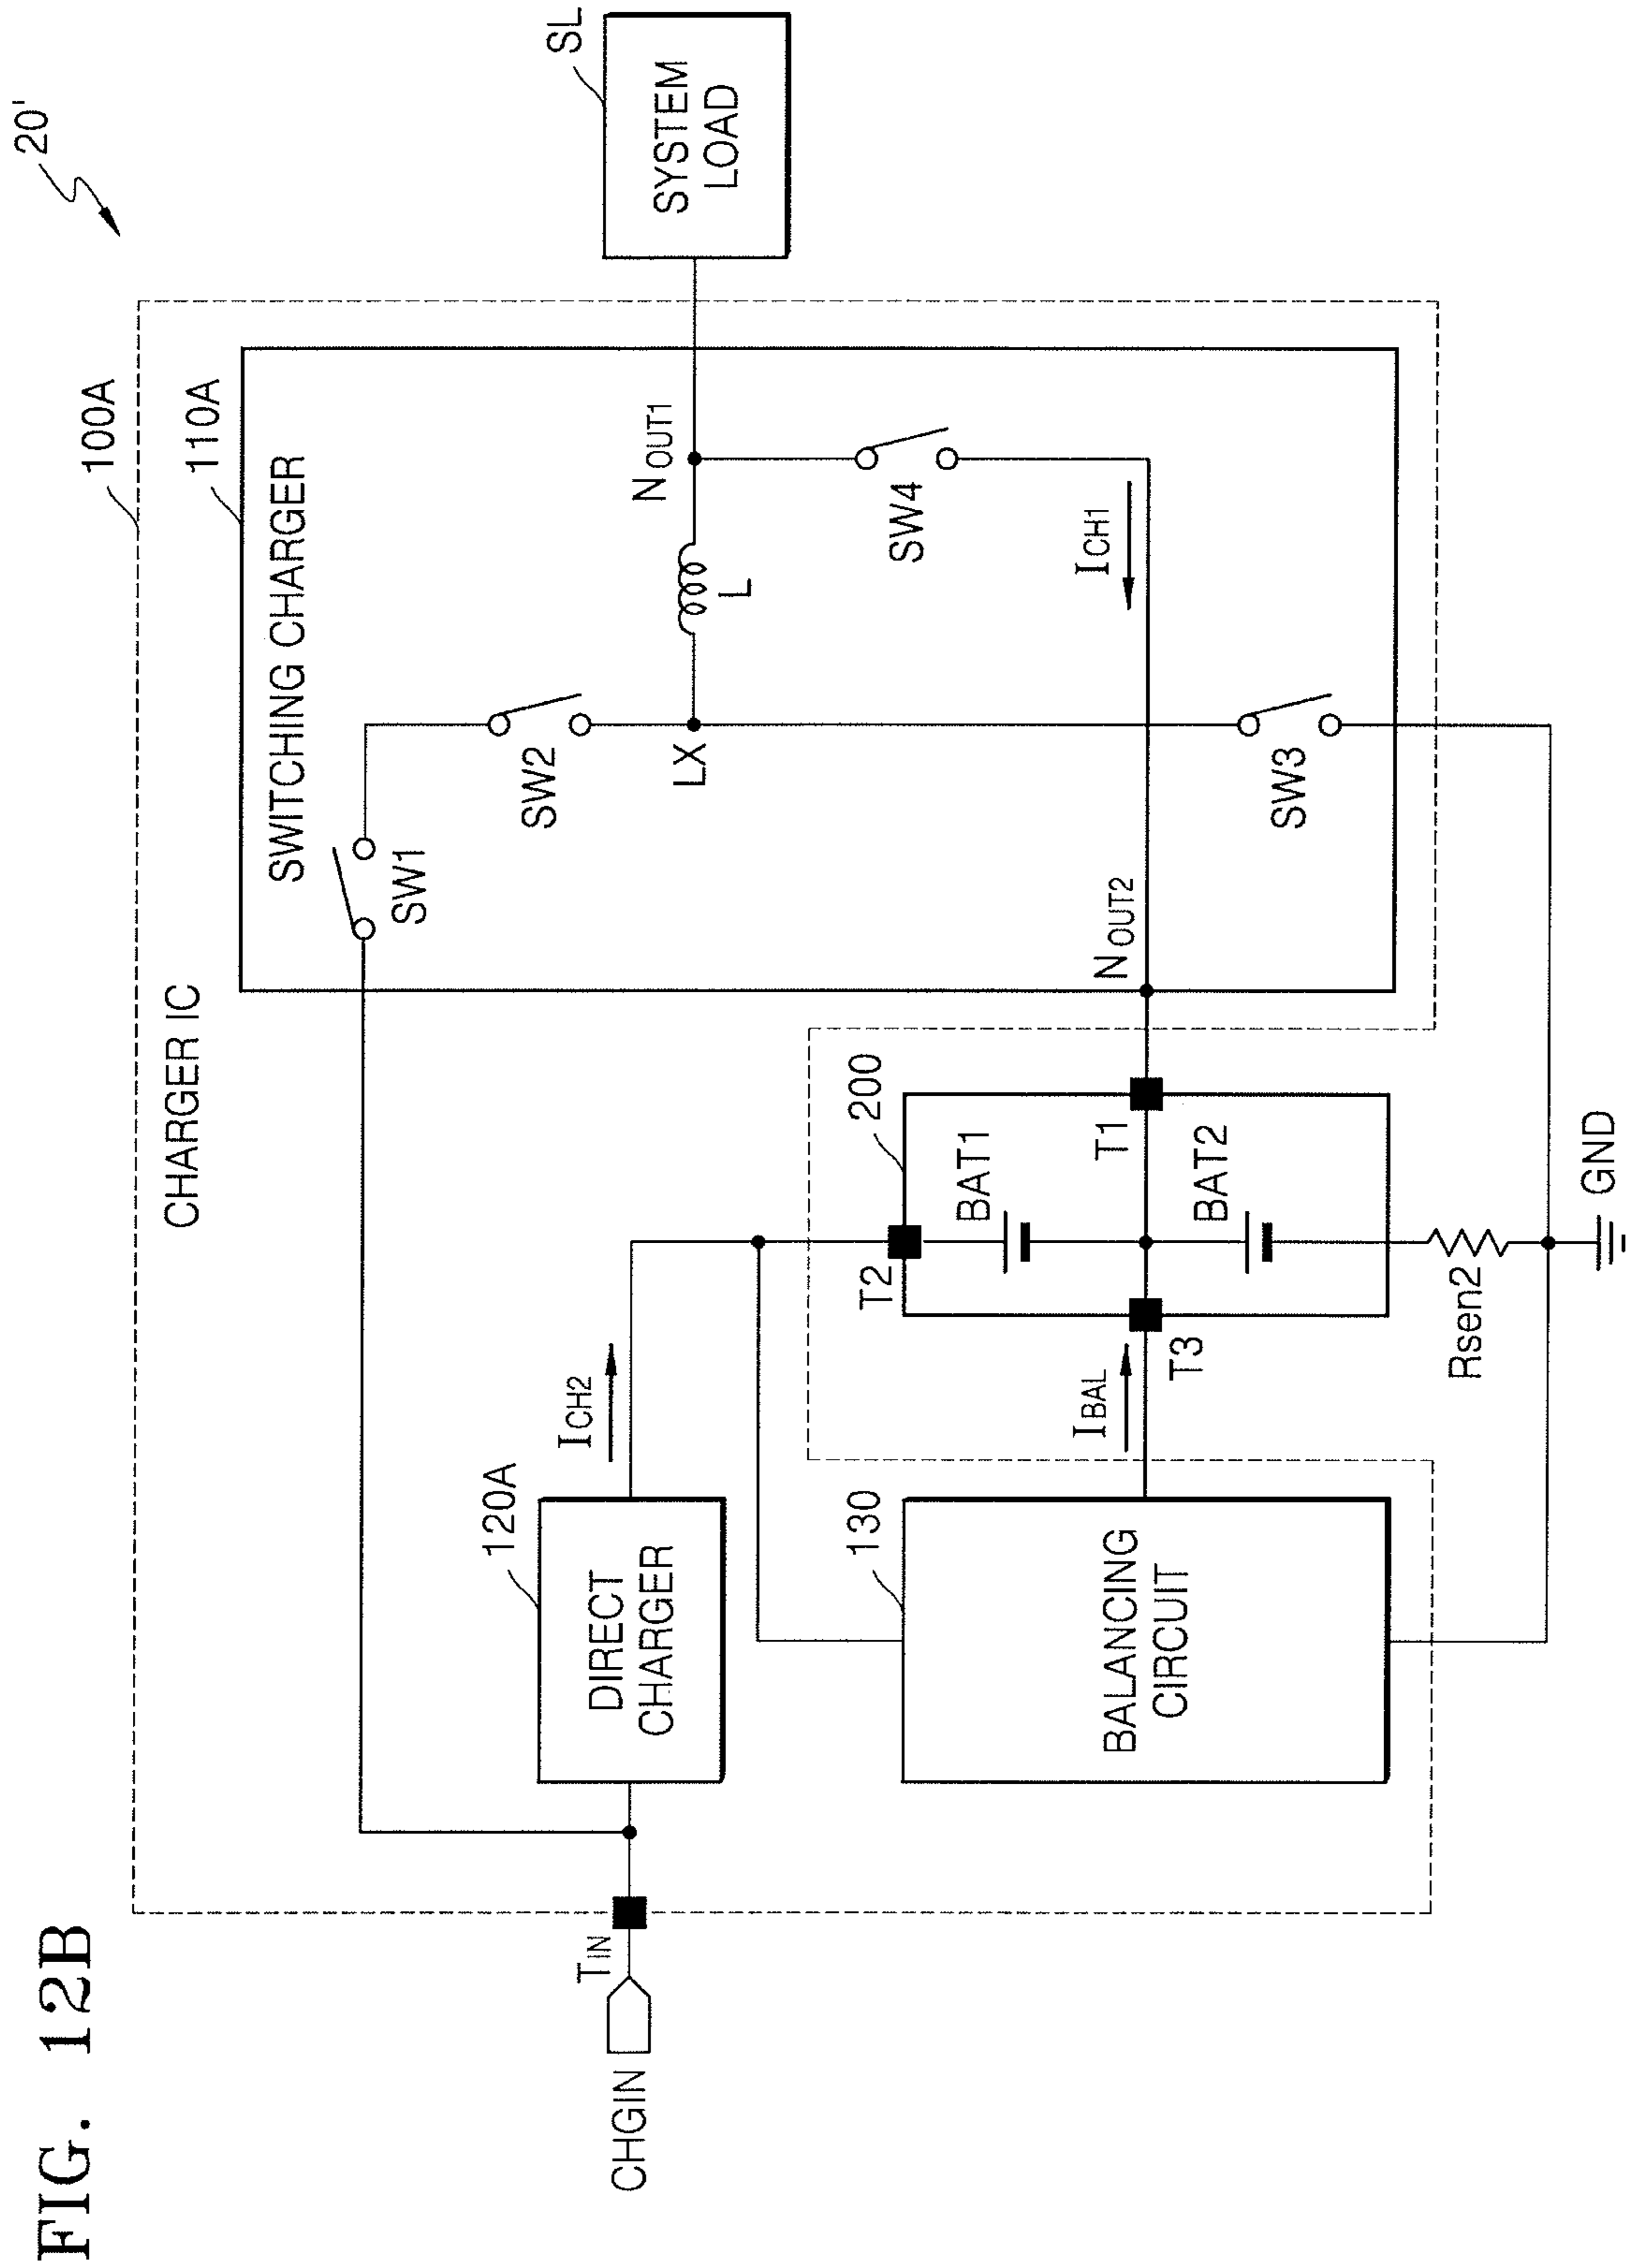 FIG. 12B
20'
100A
CHARGER IC
110A
SWITCHING CHARGER
SW1
SW2
LX
L
NOUT1
SL
SYSTEM
LOAD
SW4
ICH1
SW3
NOUT2
CHGIN
TIN
120A
DIRECT
CHARGER
ICH2
130
BALANCING
CIRCUIT
IBAL
200
T2
BAT1
T1
T3
BAT2
Rsen2
GND